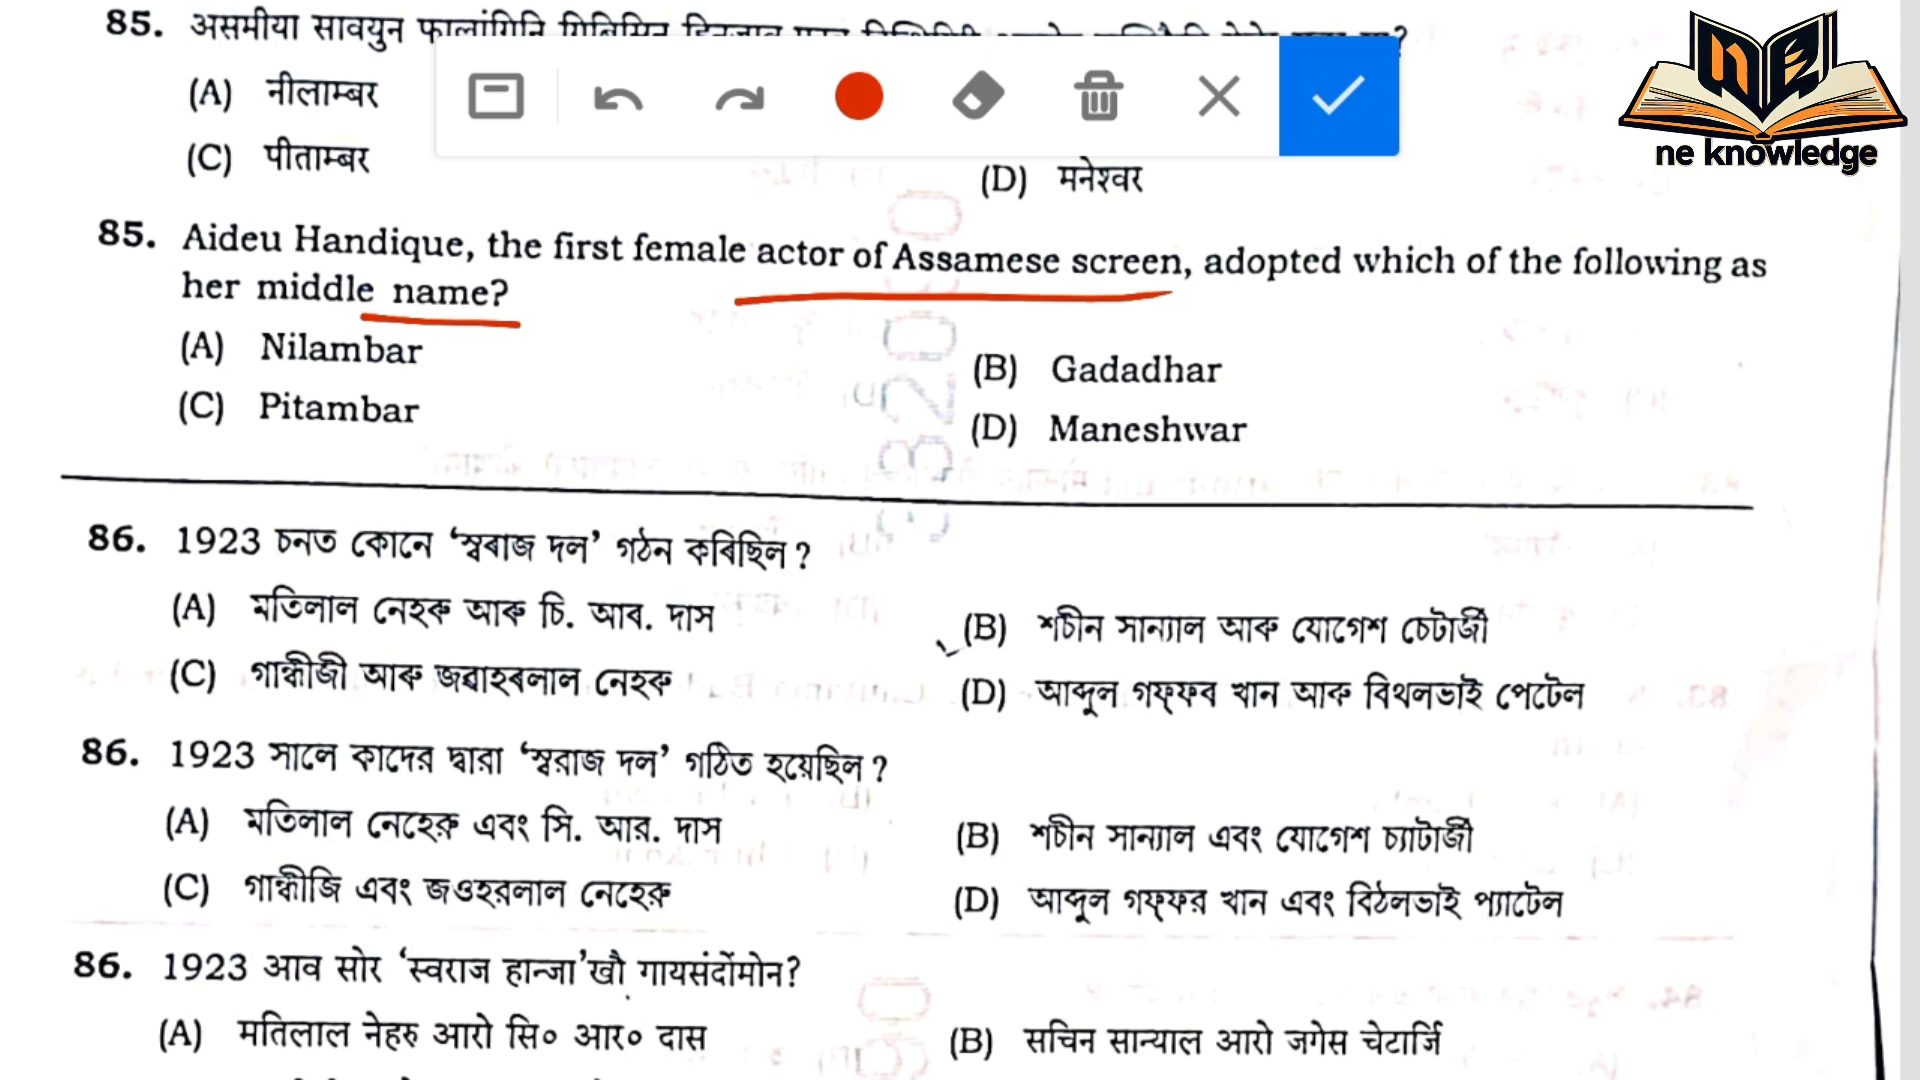 85. असमीया सावयुन फालांगिनि
(A) नीलाम्बर
(C) पीताम्बर
(D) मनेश्वर
ne knowledge
85. Aideu Handique, the first female actor of Assamese screen, adopted which of the following as
her middle name?
(A) Nilambar
(B) Gadadhar
(C) Pitambar
(D) Maneshwar
86. 1923 চনত কোনে ‘স্বৰাজ দল’ গঠন কৰিছিল ?
(A) মতিলাল নেহৰু আৰু চি. আৰ. দাস
(B) শচীন সান্যাল আৰু যোগেশ চেটাৰ্জী
(C) গান্ধীজী আৰু জৱাহৰলাল নেহৰু
(D) আব্দুল গফ্ফৰ খান আৰু বিথলভাই পেটেল
86. 1923 সালে কাদের দ্বারা ‘স্বরাজ দল’ গঠিত হয়েছিল ?
(A) মতিলাল নেহেরু এবং সি. আর. দাস
(B) শচীন সান্যাল এবং যোগেশ চ্যাটার্জী
(C) গান্ধীজি এবং জওহরলাল নেহেরু
(D) আব্দুল গফ্ফর খান এবং বিঠলভাই প্যাটেল
86. 1923 आव सोर ‘स्वराज हान्जा’खौ गायसंदोंमोन?
(A) मतिलाल नेहरु आरो सि० आर० दास
(B) सचिन सान्याल आरो जगेस चेटार्जि